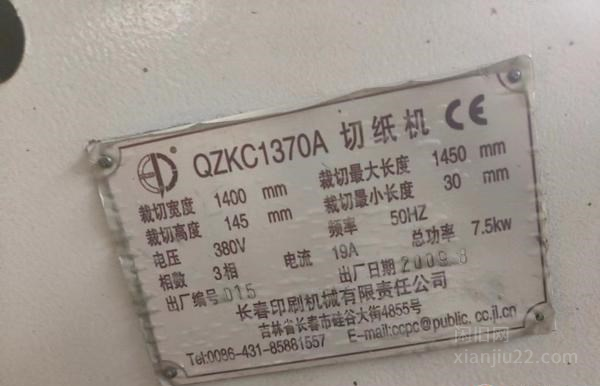 QZKC1370A 切纸机 CE
裁切宽度 1400 mm 裁切最大长度 1450 mm
裁切高度 145 mm 裁切最小长度 30 mm
电压 380V 频率 50HZ
相数 3相 电流 19A 总功率 7.5kw
出厂编号 015 出厂日期 2009.8
长春印刷机械有限责任公司
吉林省长春市硅谷大街4855号
Tel:0086-431-85881557 E-mail:ccpc@public.cc.jl.cn
闲旧网
xianjiu22.com